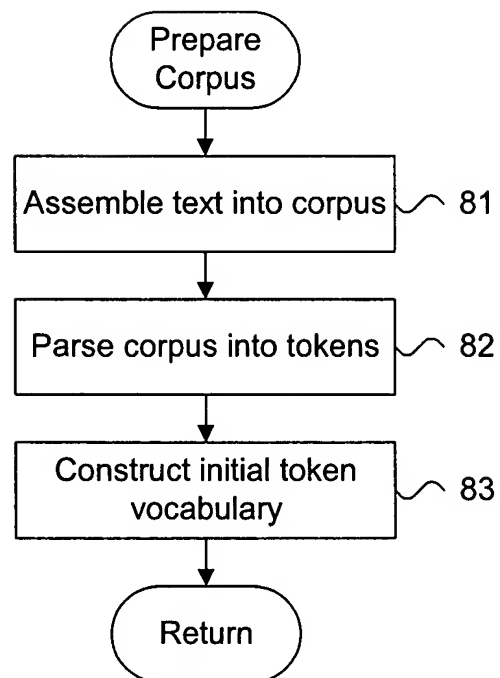 Prepare
Corpus
Assemble text into corpus
81
Parse corpus into tokens
82
Construct initial token
vocabulary
83
Return